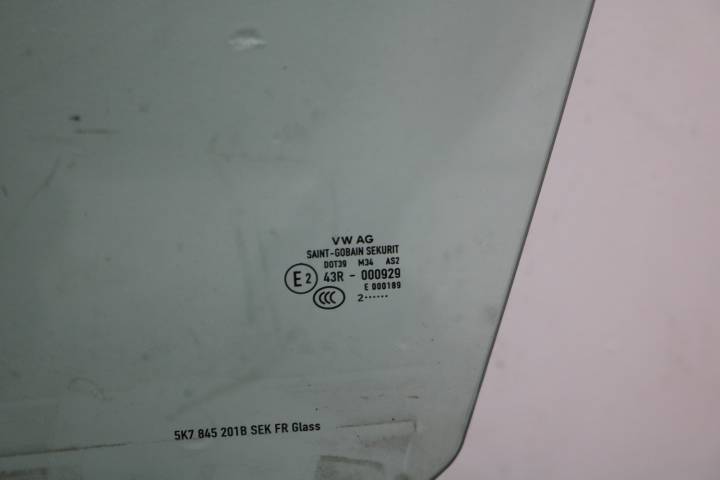 VW AG
SAINT-GOBAIN SEKURIT
DOT39 M34 AS2
E2 43R - 000929
E 000189
CCC 2······
5K7 845 201B SEK FR Glass